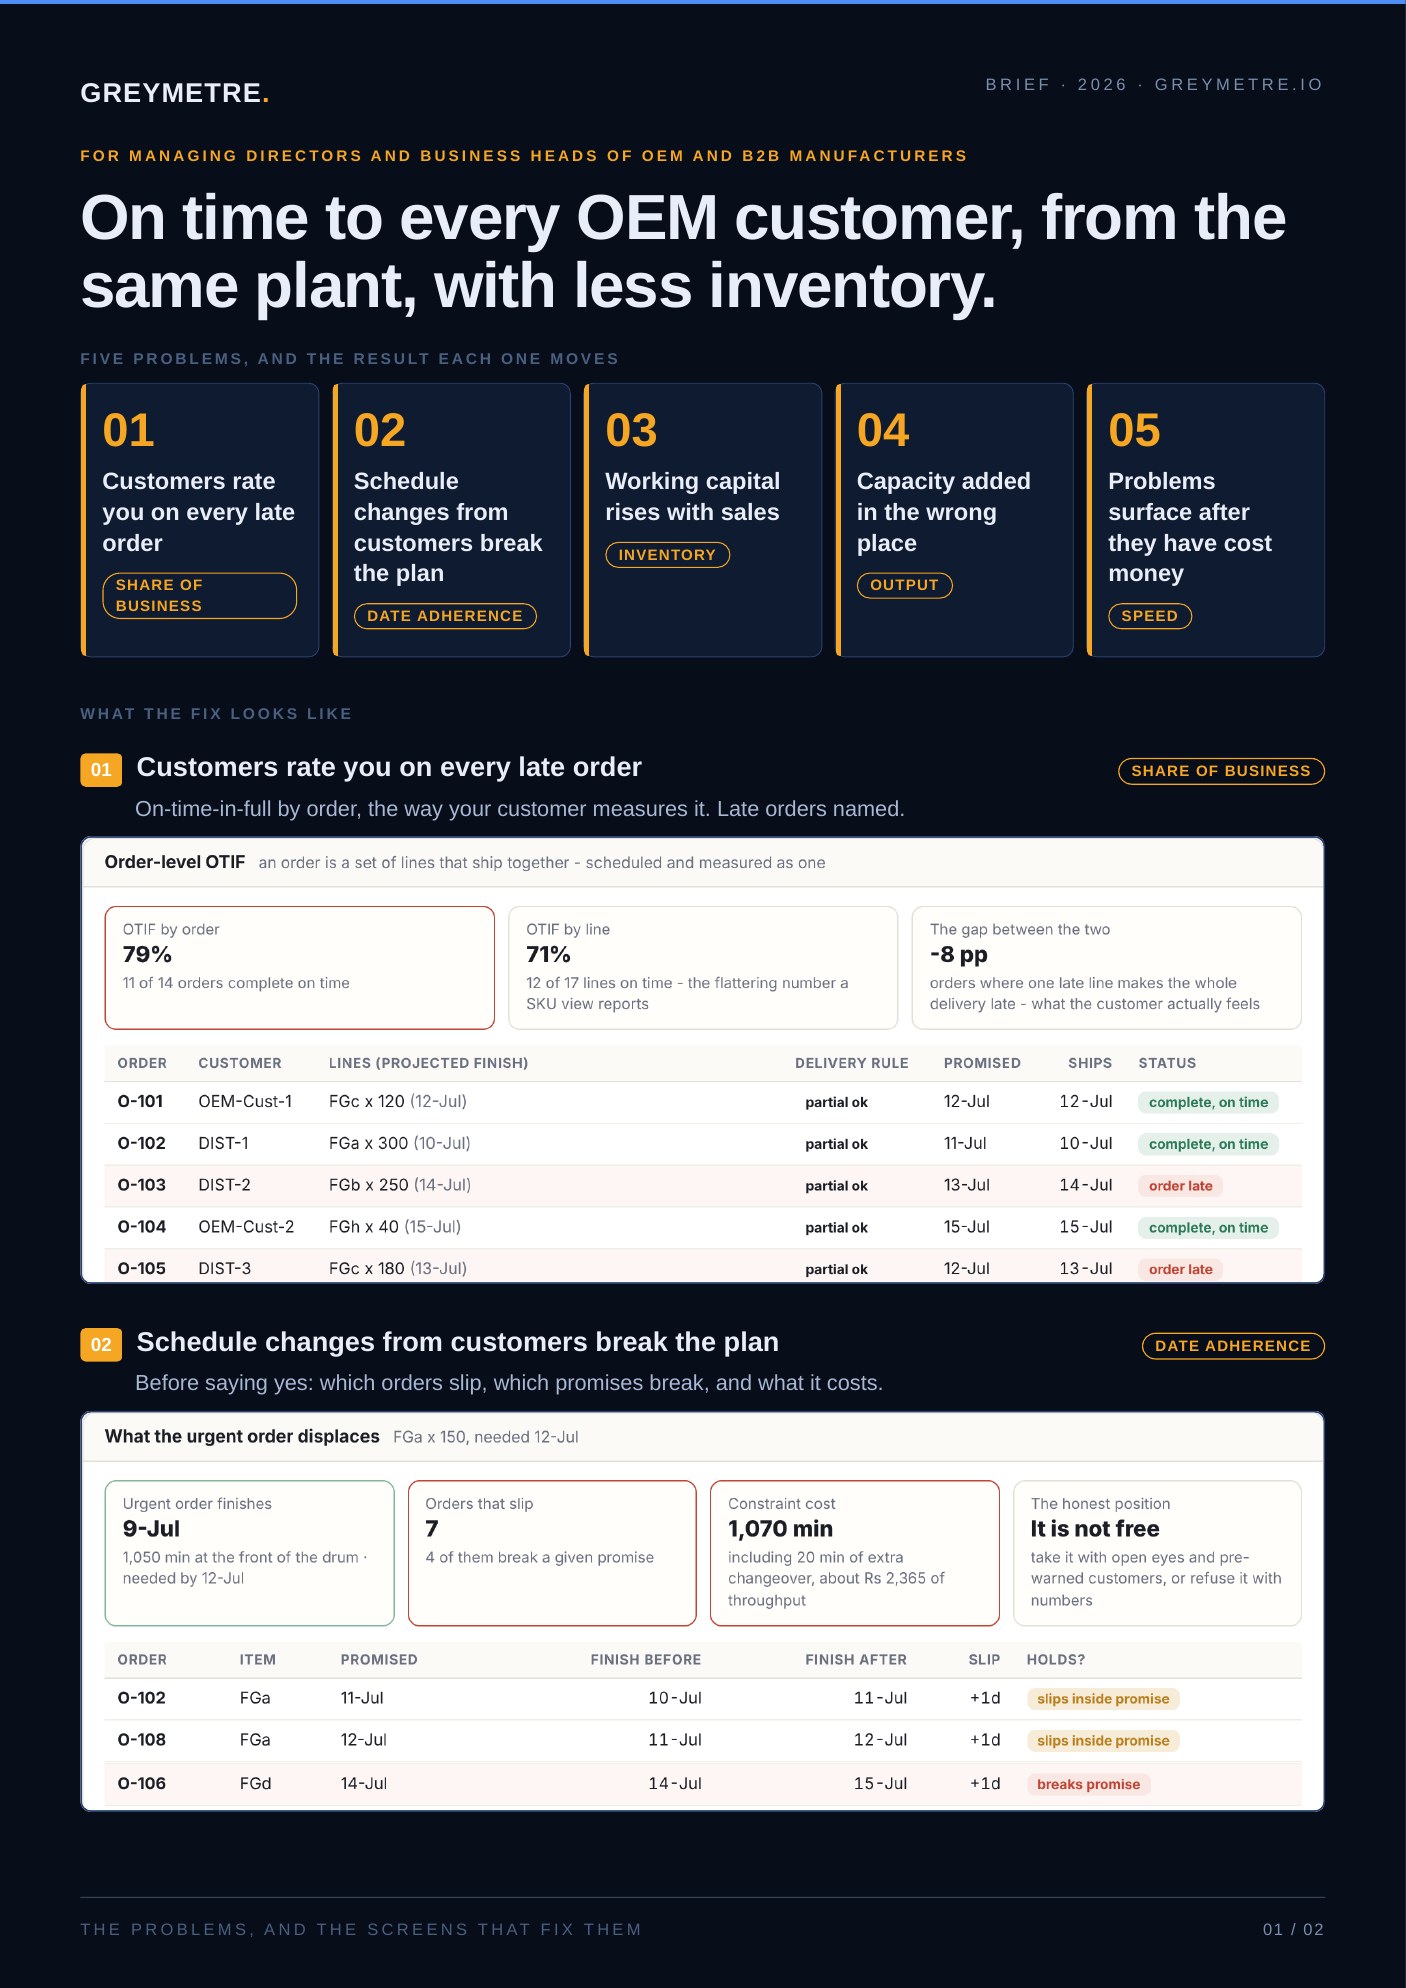 GREYMETRE.
BRIEF · 2026 · GREYMETRE.IO
FOR MANAGING DIRECTORS AND BUSINESS HEADS OF OEM AND B2B MANUFACTURERS
On time to every OEM customer, from the
same plant, with less inventory.
FIVE PROBLEMS, AND THE RESULT EACH ONE MOVES
01
Customers rate
you on every late
order
SHARE OF
BUSINESS
02
Schedule
changes from
customers break
the plan
DATE ADHERENCE
03
Working capital
rises with sales
INVENTORY
04
Capacity added
in the wrong
place
OUTPUT
05
Problems
surface after
they have cost
money
SPEED
WHAT THE FIX LOOKS LIKE
01 Customers rate you on every late order SHARE OF BUSINESS
On-time-in-full by order, the way your customer measures it. Late orders named.
Order-level OTIF an order is a set of lines that ship together - scheduled and measured as one
OTIF by order
79%
11 of 14 orders complete on time
OTIF by line
71%
12 of 17 lines on time - the flattering number a
SKU view reports
The gap between the two
-8 pp
orders where one late line makes the whole
delivery late - what the customer actually feels
ORDER CUSTOMER LINES (PROJECTED FINISH) DELIVERY RULE PROMISED SHIPS STATUS
O-101 OEM-Cust-1 FGc x 120 (12-Jul) partial ok 12-Jul 12-Jul complete, on time
O-102 DIST-1 FGa x 300 (10-Jul) partial ok 11-Jul 10-Jul complete, on time
O-103 DIST-2 FGb x 250 (14-Jul) partial ok 13-Jul 14-Jul order late
O-104 OEM-Cust-2 FGh x 40 (15-Jul) partial ok 15-Jul 15-Jul complete, on time
O-105 DIST-3 FGc x 180 (13-Jul) partial ok 12-Jul 13-Jul order late
02 Schedule changes from customers break the plan DATE ADHERENCE
Before saying yes: which orders slip, which promises break, and what it costs.
What the urgent order displaces FGa x 150, needed 12-Jul
Urgent order finishes
9-Jul
1,050 min at the front of the drum ·
needed by 12-Jul
Orders that slip
7
4 of them break a given promise
Constraint cost
1,070 min
including 20 min of extra
changeover, about Rs 2,365 of
throughput
The honest position
It is not free
take it with open eyes and pre-
warned customers, or refuse it with
numbers
ORDER ITEM PROMISED FINISH BEFORE FINISH AFTER SLIP HOLDS?
O-102 FGa 11-Jul 10-Jul 11-Jul +1d slips inside promise
O-108 FGa 12-Jul 11-Jul 12-Jul +1d slips inside promise
O-106 FGd 14-Jul 14-Jul 15-Jul +1d breaks promise
THE PROBLEMS, AND THE SCREENS THAT FIX THEM
01 / 02